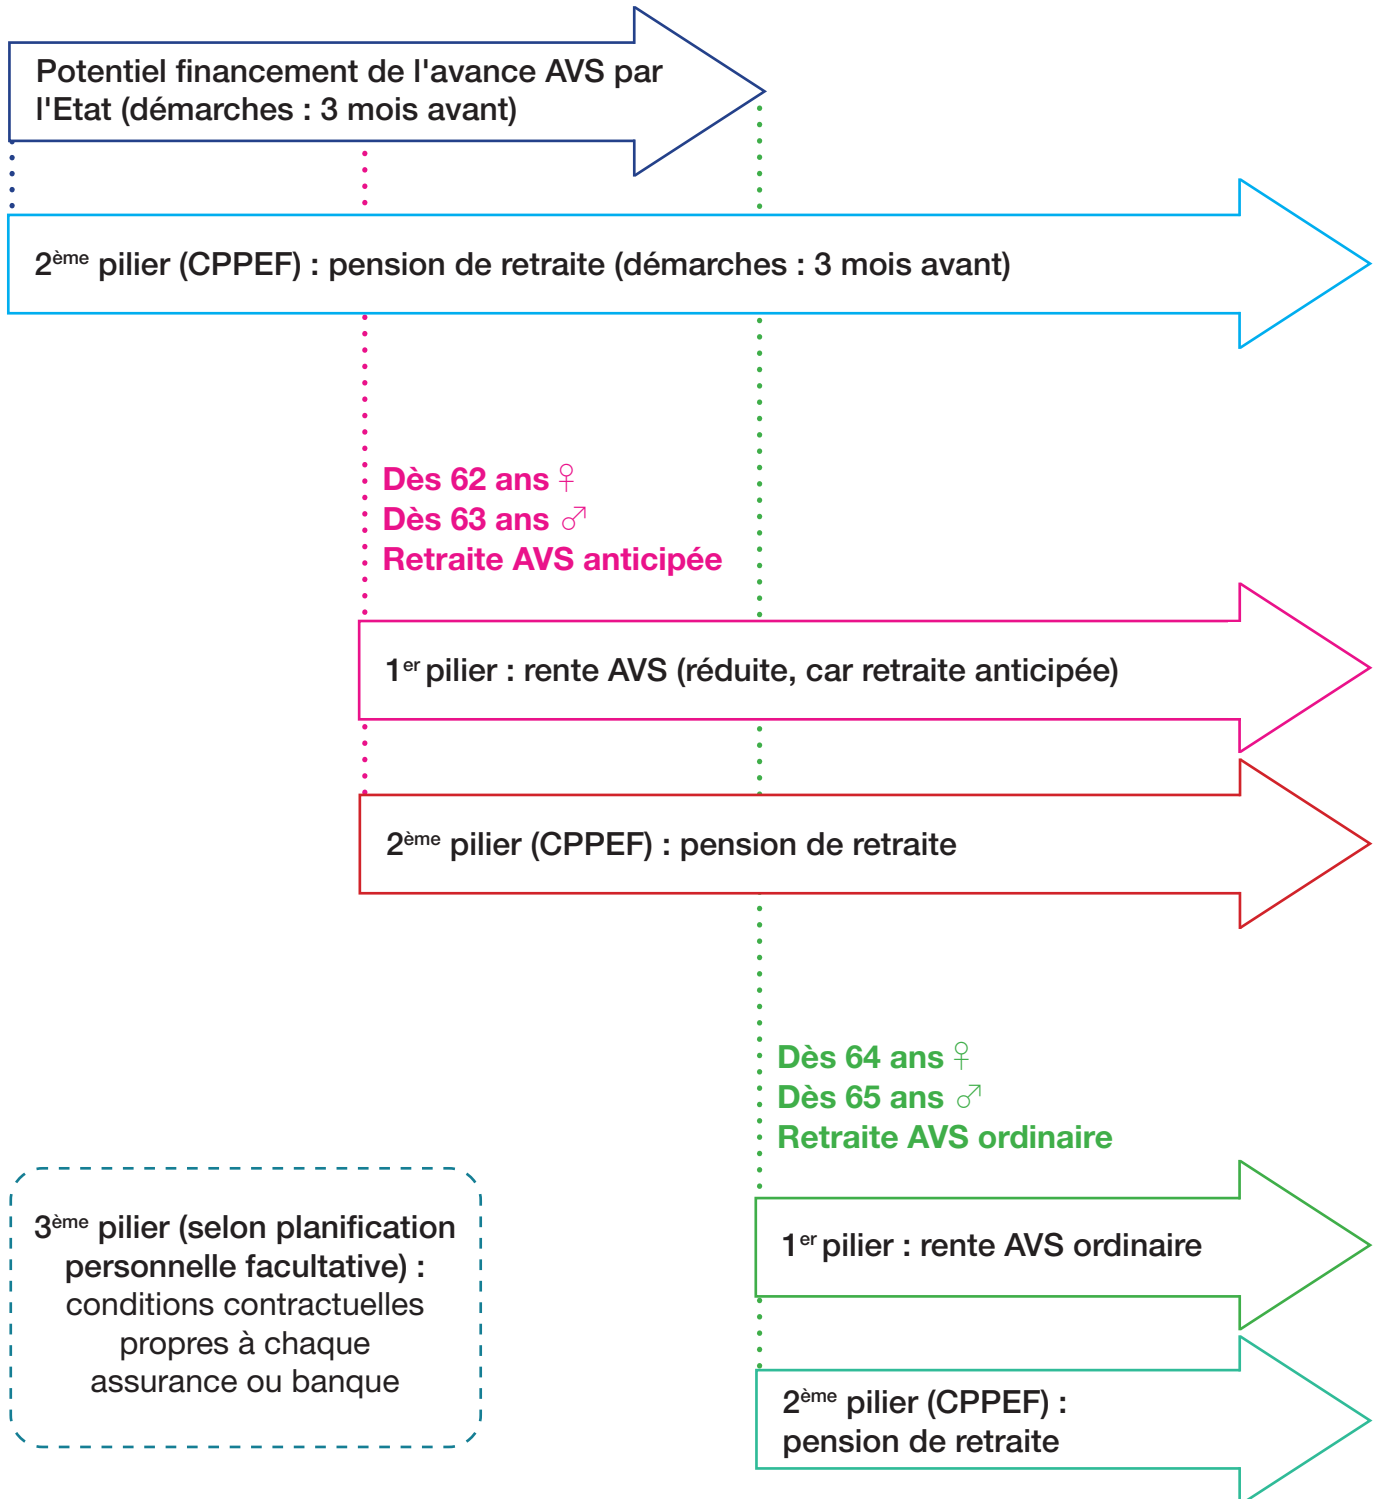 Potentiel financement de l'avance AVS par
l'Etat (démarches : 3 mois avant)
2ème pilier (CPPEF) : pension de retraite (démarches : 3 mois avant)
Dès 62 ans ♀
Dès 63 ans ♂
Retraite AVS anticipée
1er pilier : rente AVS (réduite, car retraite anticipée)
2ème pilier (CPPEF) : pension de retraite
Dès 64 ans ♀
Dès 65 ans ♂
Retraite AVS ordinaire
3ème pilier (selon planification
personnelle facultative) :
conditions contractuelles
propres à chaque
assurance ou banque
1er pilier : rente AVS ordinaire
2ème pilier (CPPEF) :
pension de retraite